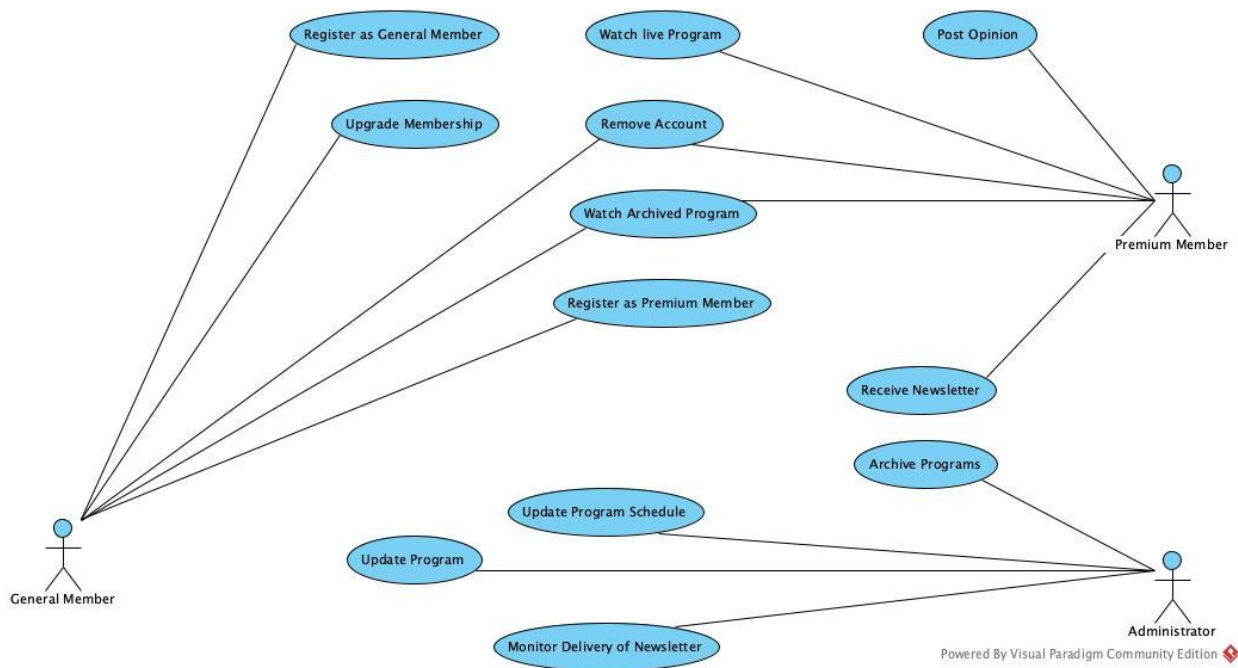 Register as General Member
Watch live Program
Post Opinion
Upgrade Membership
Remove Account
Watch Archived Program
Premium Member
Register as Premium Member
Receive Newsletter
Archive Programs
Update Program Schedule
Update Program
General Member
Administrator
Monitor Delivery of Newsletter
Powered By Visual Paradigm Community Edition